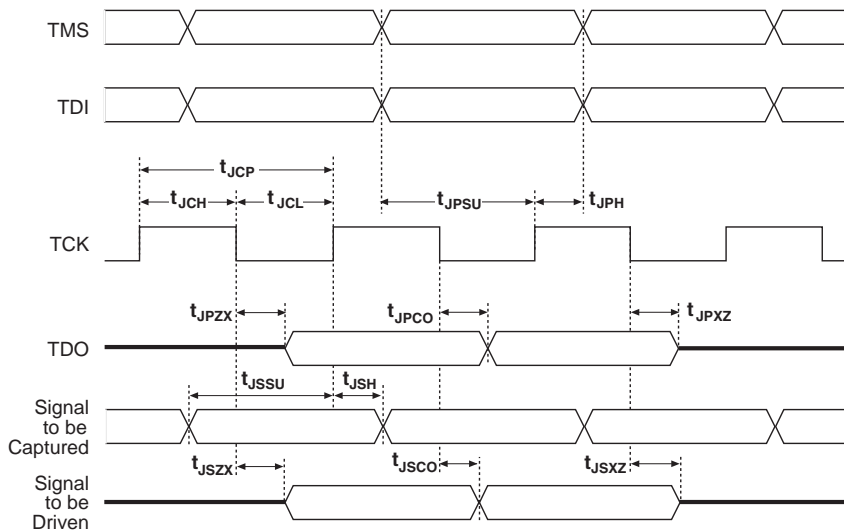 TMS
TDI
tJCP
tJCH
tJCL
tJPSU
tJPH
TCK
tJPZX
tJPCO
tJPXZ
TDO
tJSSU
tJSH
Signal
to be
Captured
tJSZX
tJSCO
tJSXZ
Signal
to be
Driven